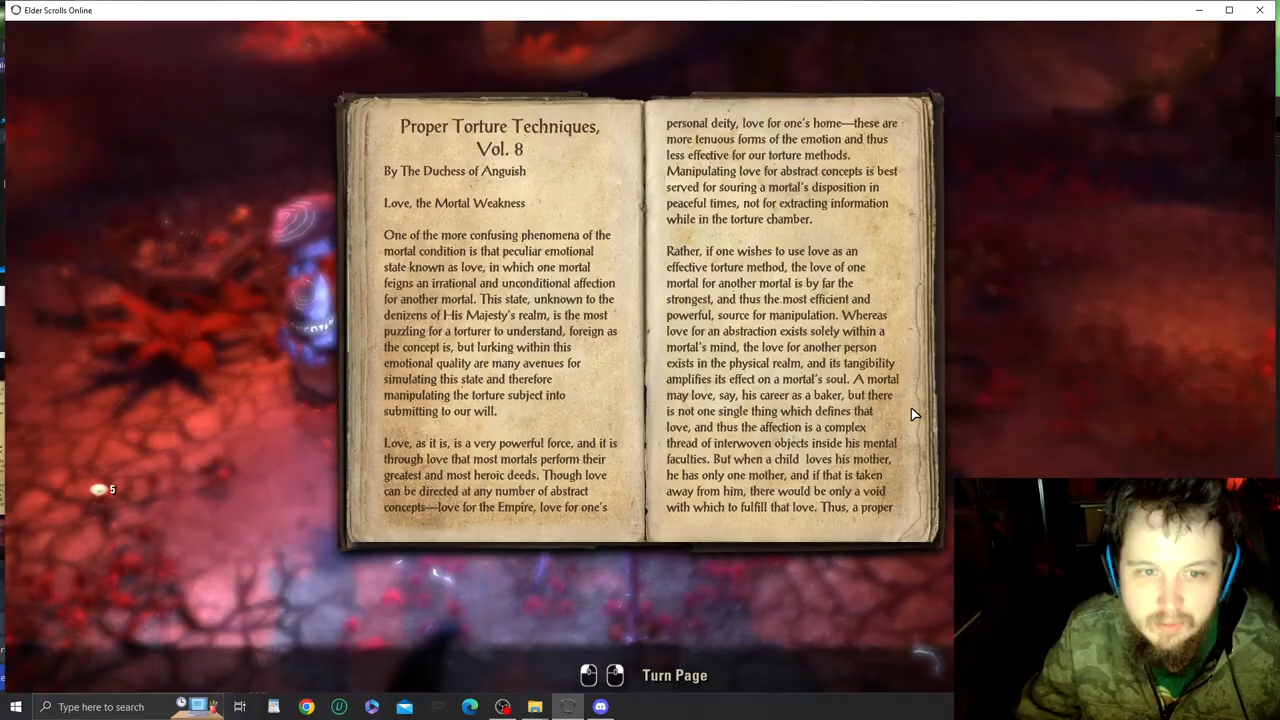 Elder Scrolls Online
Proper Torture Techniques,
Vol. 8
By The Duchess of Anguish
Love, the Mortal Weakness
One of the more confusing phenomena of the
mortal condition is that peculiar emotional
state known as love, in which one mortal
feigns an irrational and unconditional affection
for another mortal. This state, unknown to the
denizens of His Majesty's realm, is the most
puzzling for a torturer to understand, foreign as
the concept is, but lurking within this
emotional quality are many avenues for
simulating this state and therefore
manipulating the torture subject into
submitting to our will.
Love, as it is, is a very powerful force, and it is
through love that most mortals perform their
greatest and most heroic deeds. Though love
can be directed at any number of abstract
concepts—love for the Empire, love for one's
personal deity, love for one's home—these are
more tenuous forms of the emotion and thus
less effective for our torture methods.
Manipulating love for abstract concepts is best
served for souring a mortal's disposition in
peaceful times, not for extracting information
while in the torture chamber.
Rather, if one wishes to use love as an
effective torture method, the love of one
mortal for another mortal is by far the
strongest, and thus the most efficient and
powerful, source for manipulation. Whereas
love for an abstraction exists solely within a
mortal's mind, the love for another person
exists in the physical realm, and its tangibility
amplifies its effect on a mortal's soul. A mortal
may love, say, his career as a baker, but there
is not one single thing which defines that
love, and thus the affection is a complex
thread of interwoven objects inside his mental
faculties. But when a child loves his mother,
he has only one mother, and if that is taken
away from him, there would be only a void
with which to fulfill that love. Thus, a proper
5
Turn Page
Type here to search